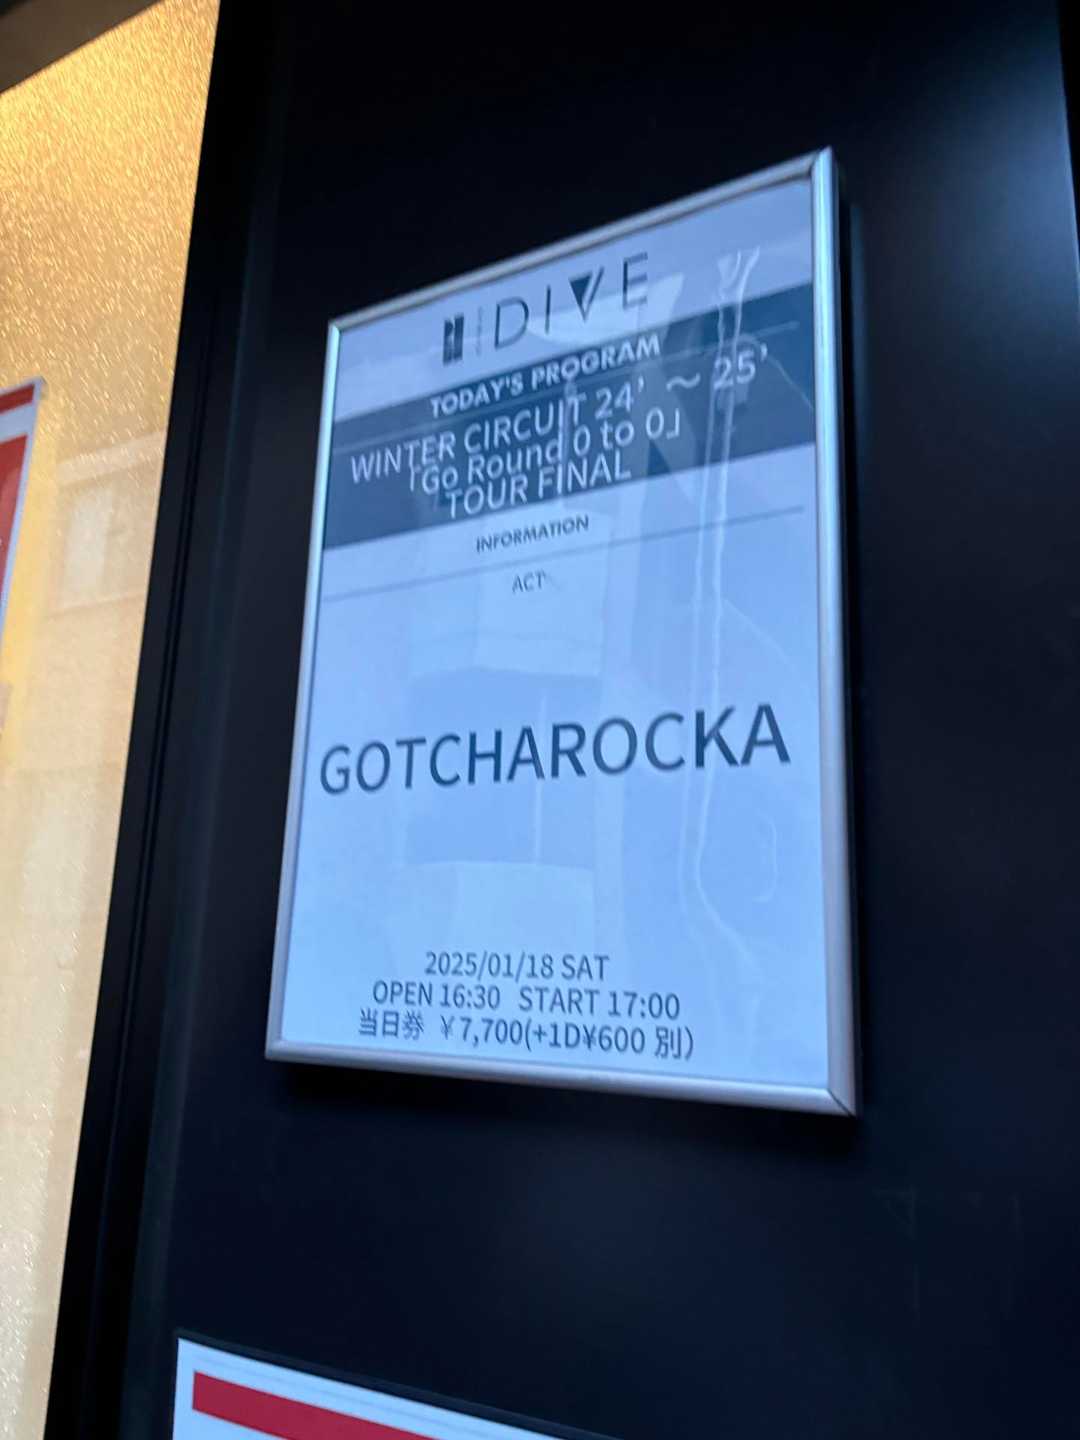 DIVE
TODAY'S PROGRAM
WINTER CIRCUIT 24' ～ 25'
「Go Round 0 to 0」
TOUR FINAL
INFORMATION
ACT
GOTCHAROCKA
2025/01/18 SAT
OPEN 16:30 START 17:00
当日券 ￥7,700(+1D¥600 別)